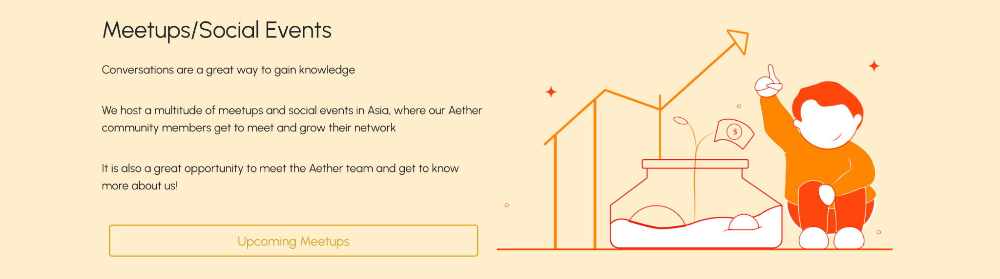 Meetups/Social Events
Conversations are a great way to gain knowledge
We host a multitude of meetups and social events in Asia, where our Aether
community members get to meet and grow their network
It is also a great opportunity to meet the Aether team and get to know
more about us!
Upcoming Meetups
$